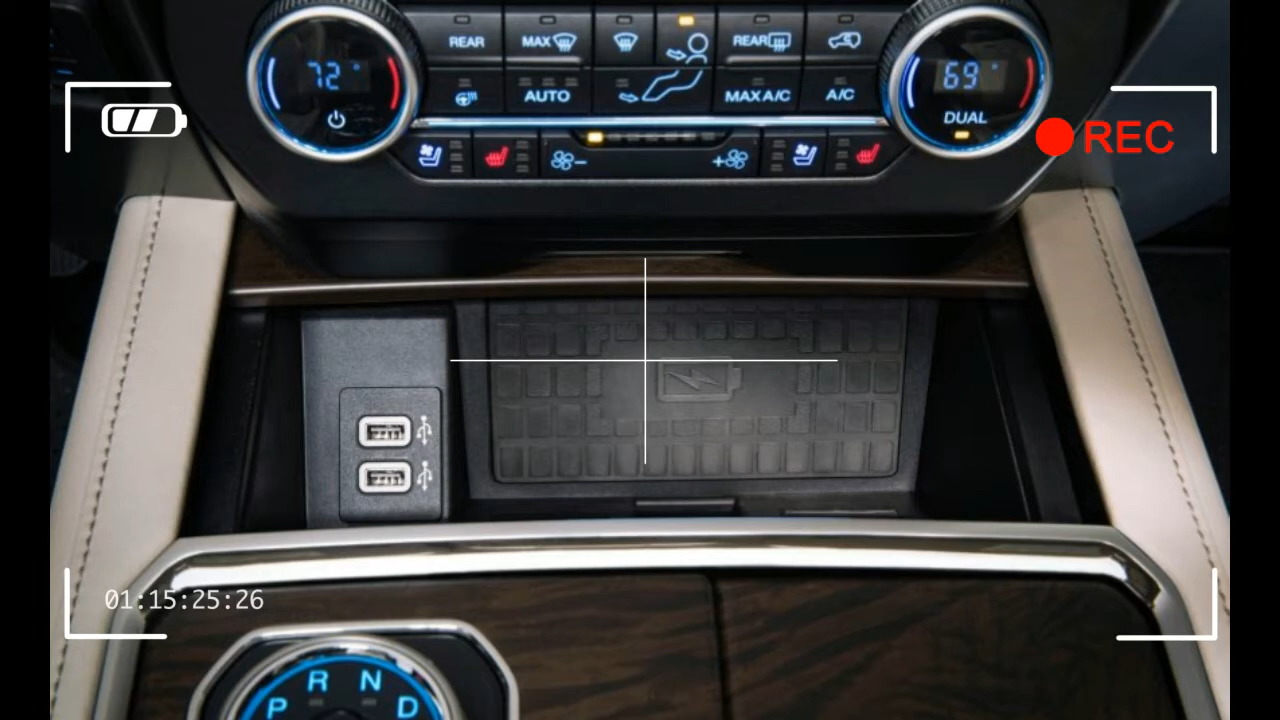 REAR MAX REAR
72° 69°
AUTO MAX A/C A/C
DUAL
REC
01:15:25:26
R N
P D